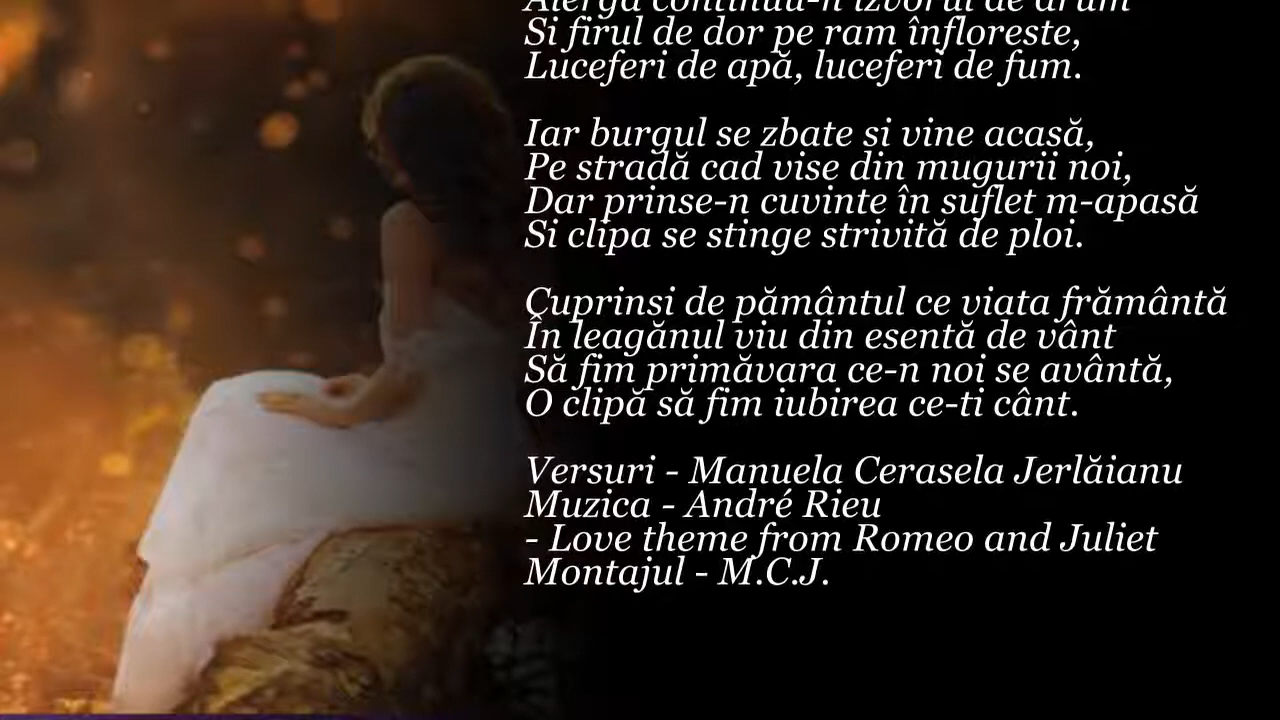 Si firul de dor pe ram înfloreste,
Luceferi de apă, luceferi de fum.
Iar burgul se zbate si vine acasă,
Pe stradă cad vise din mugurii noi,
Dar prinse-n cuvinte în suflet m-apasă
Si clipa se stinge strivită de ploi.
Cuprinsi de pământul ce viata frământă
În leagănul viu din esentă de vânt
Să fim primăvara ce-n noi se avântă,
O clipă să fim iubirea ce-ti cânt.
Versuri - Manuela Cerasela Jerlăianu
Muzica - André Rieu
- Love theme from Romeo and Juliet
Montajul - M.C.J.